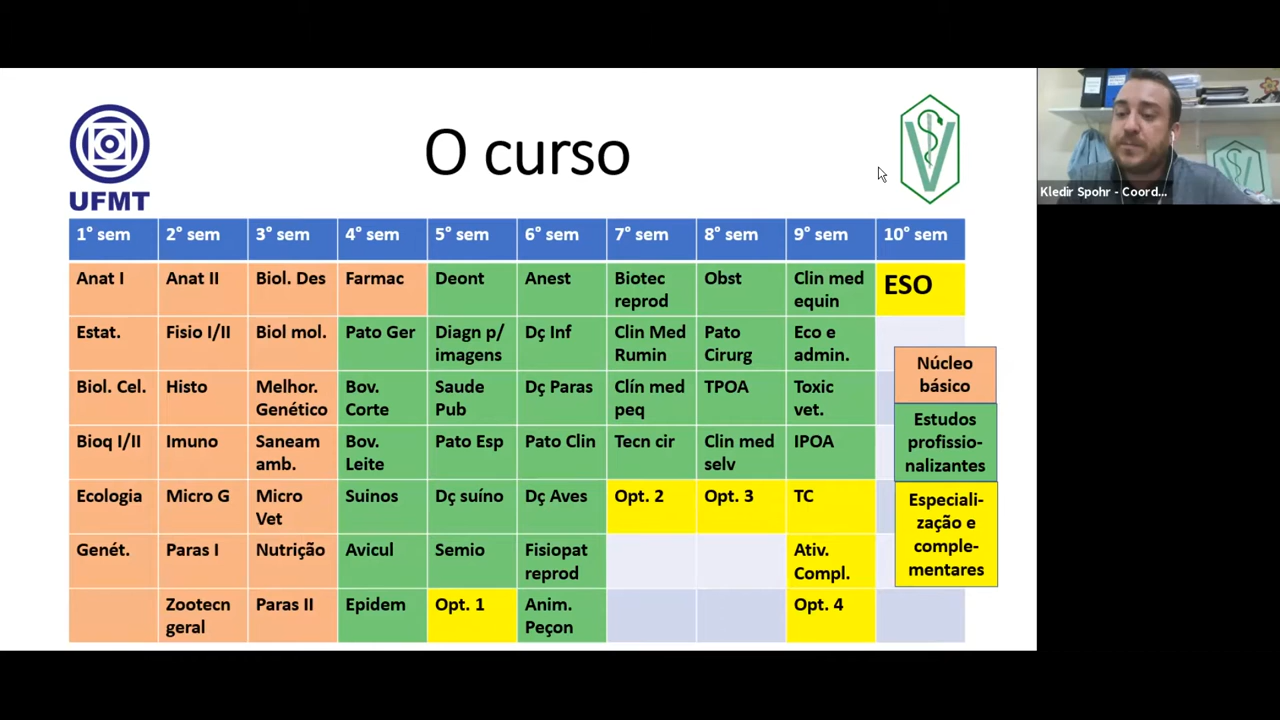 O curso
UFMT
Kledir Spohr - Coord...
1° sem 2° sem 3° sem 4° sem 5° sem 6° sem 7° sem 8° sem 9° sem 10° sem
Anat I Anat II Biol. Des Farmac Deont Anest Biotec reprod Obst Clin med equin ESO
Estat. Fisio I/II Biol mol. Pato Ger Diagn p/ imagens Dç Inf Clin Med Rumin Pato Cirurg Eco e admin.
Biol. Cel. Histo Melhor. Genético Bov. Corte Saude Pub Dç Paras Clín med peq TPOA Toxic vet.
Bioq I/II Imuno Saneam amb. Bov. Leite Pato Esp Pato Clin Tecn cir Clin med selv IPOA
Ecologia Micro G Micro Vet Suinos Dç suíno Dç Aves Opt. 2 Opt. 3 TC
Genét. Paras I Nutrição Avicul Semio Fisiopat reprod Ativ. Compl.
Zootecn geral Paras II Epidem Opt. 1 Anim. Peçon Opt. 4
Núcleo
básico
Estudos
profissio-
nalizantes
Especiali-
zação e
comple-
mentares